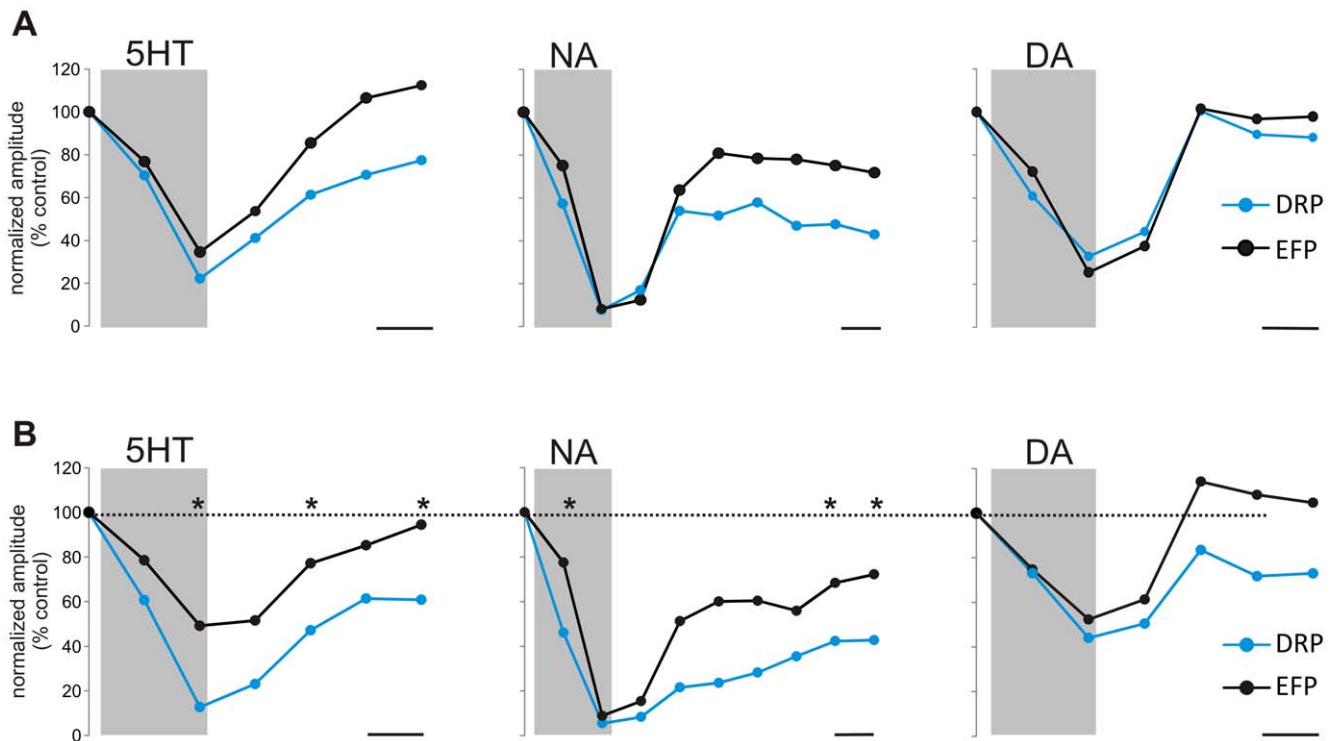 A
5HT
NA
DA
120
100
80
60
40
20
0
normalized amplitude
(% control)
DRP
EFP
B
5HT
NA
DA
120
100
80
60
40
20
0
normalized amplitude
(% control)
* * *
* * *
DRP
EFP